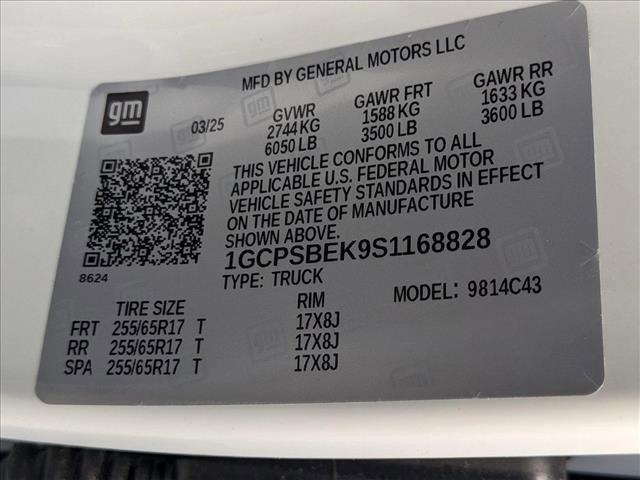 MFD BY GENERAL MOTORS LLC
gm
03/25 GVWR GAWR FRT GAWR RR
2744 KG 1588 KG 1633 KG
6050 LB 3500 LB 3600 LB
THIS VEHICLE CONFORMS TO ALL
APPLICABLE U.S. FEDERAL MOTOR
VEHICLE SAFETY STANDARDS IN EFFECT
ON THE DATE OF MANUFACTURE
SHOWN ABOVE.
8624
1GCPSBEK9S1168828
TYPE: TRUCK MODEL: 9814C43
TIRE SIZE RIM
FRT 255/65R17 T 17X8J
RR 255/65R17 T 17X8J
SPA 255/65R17 T 17X8J